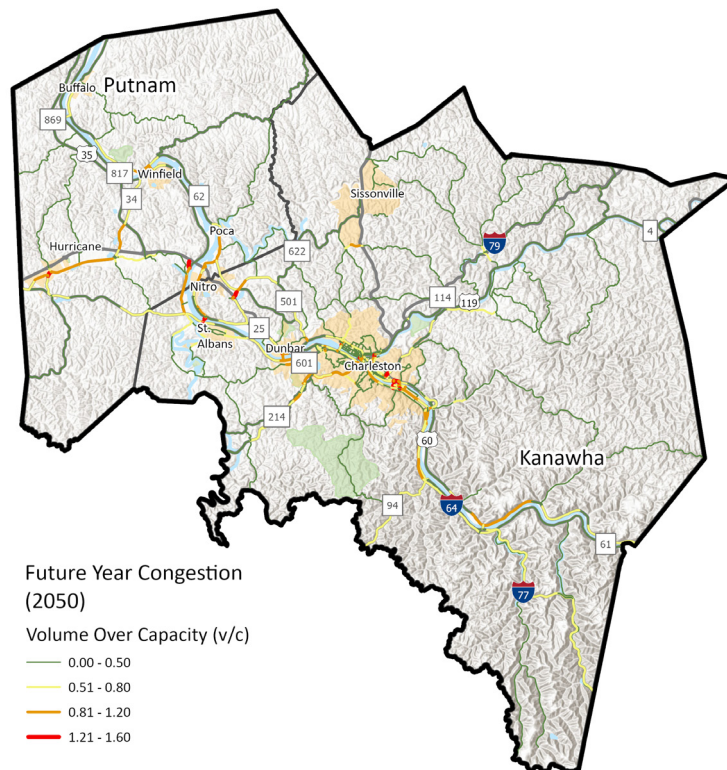 Buffalo
Putnam
869
35
817
Winfield
34
62
Sissonville
Poca
Hurricane
622
79
4
Nitro
114
119
501
St.
Albans
25
Dunbar
601
Charleston
214
60
Kanawha
94
64
61
77
Future Year Congestion
(2050)
Volume Over Capacity (v/c)
0.00 - 0.50
0.51 - 0.80
0.81 - 1.20
1.21 - 1.60